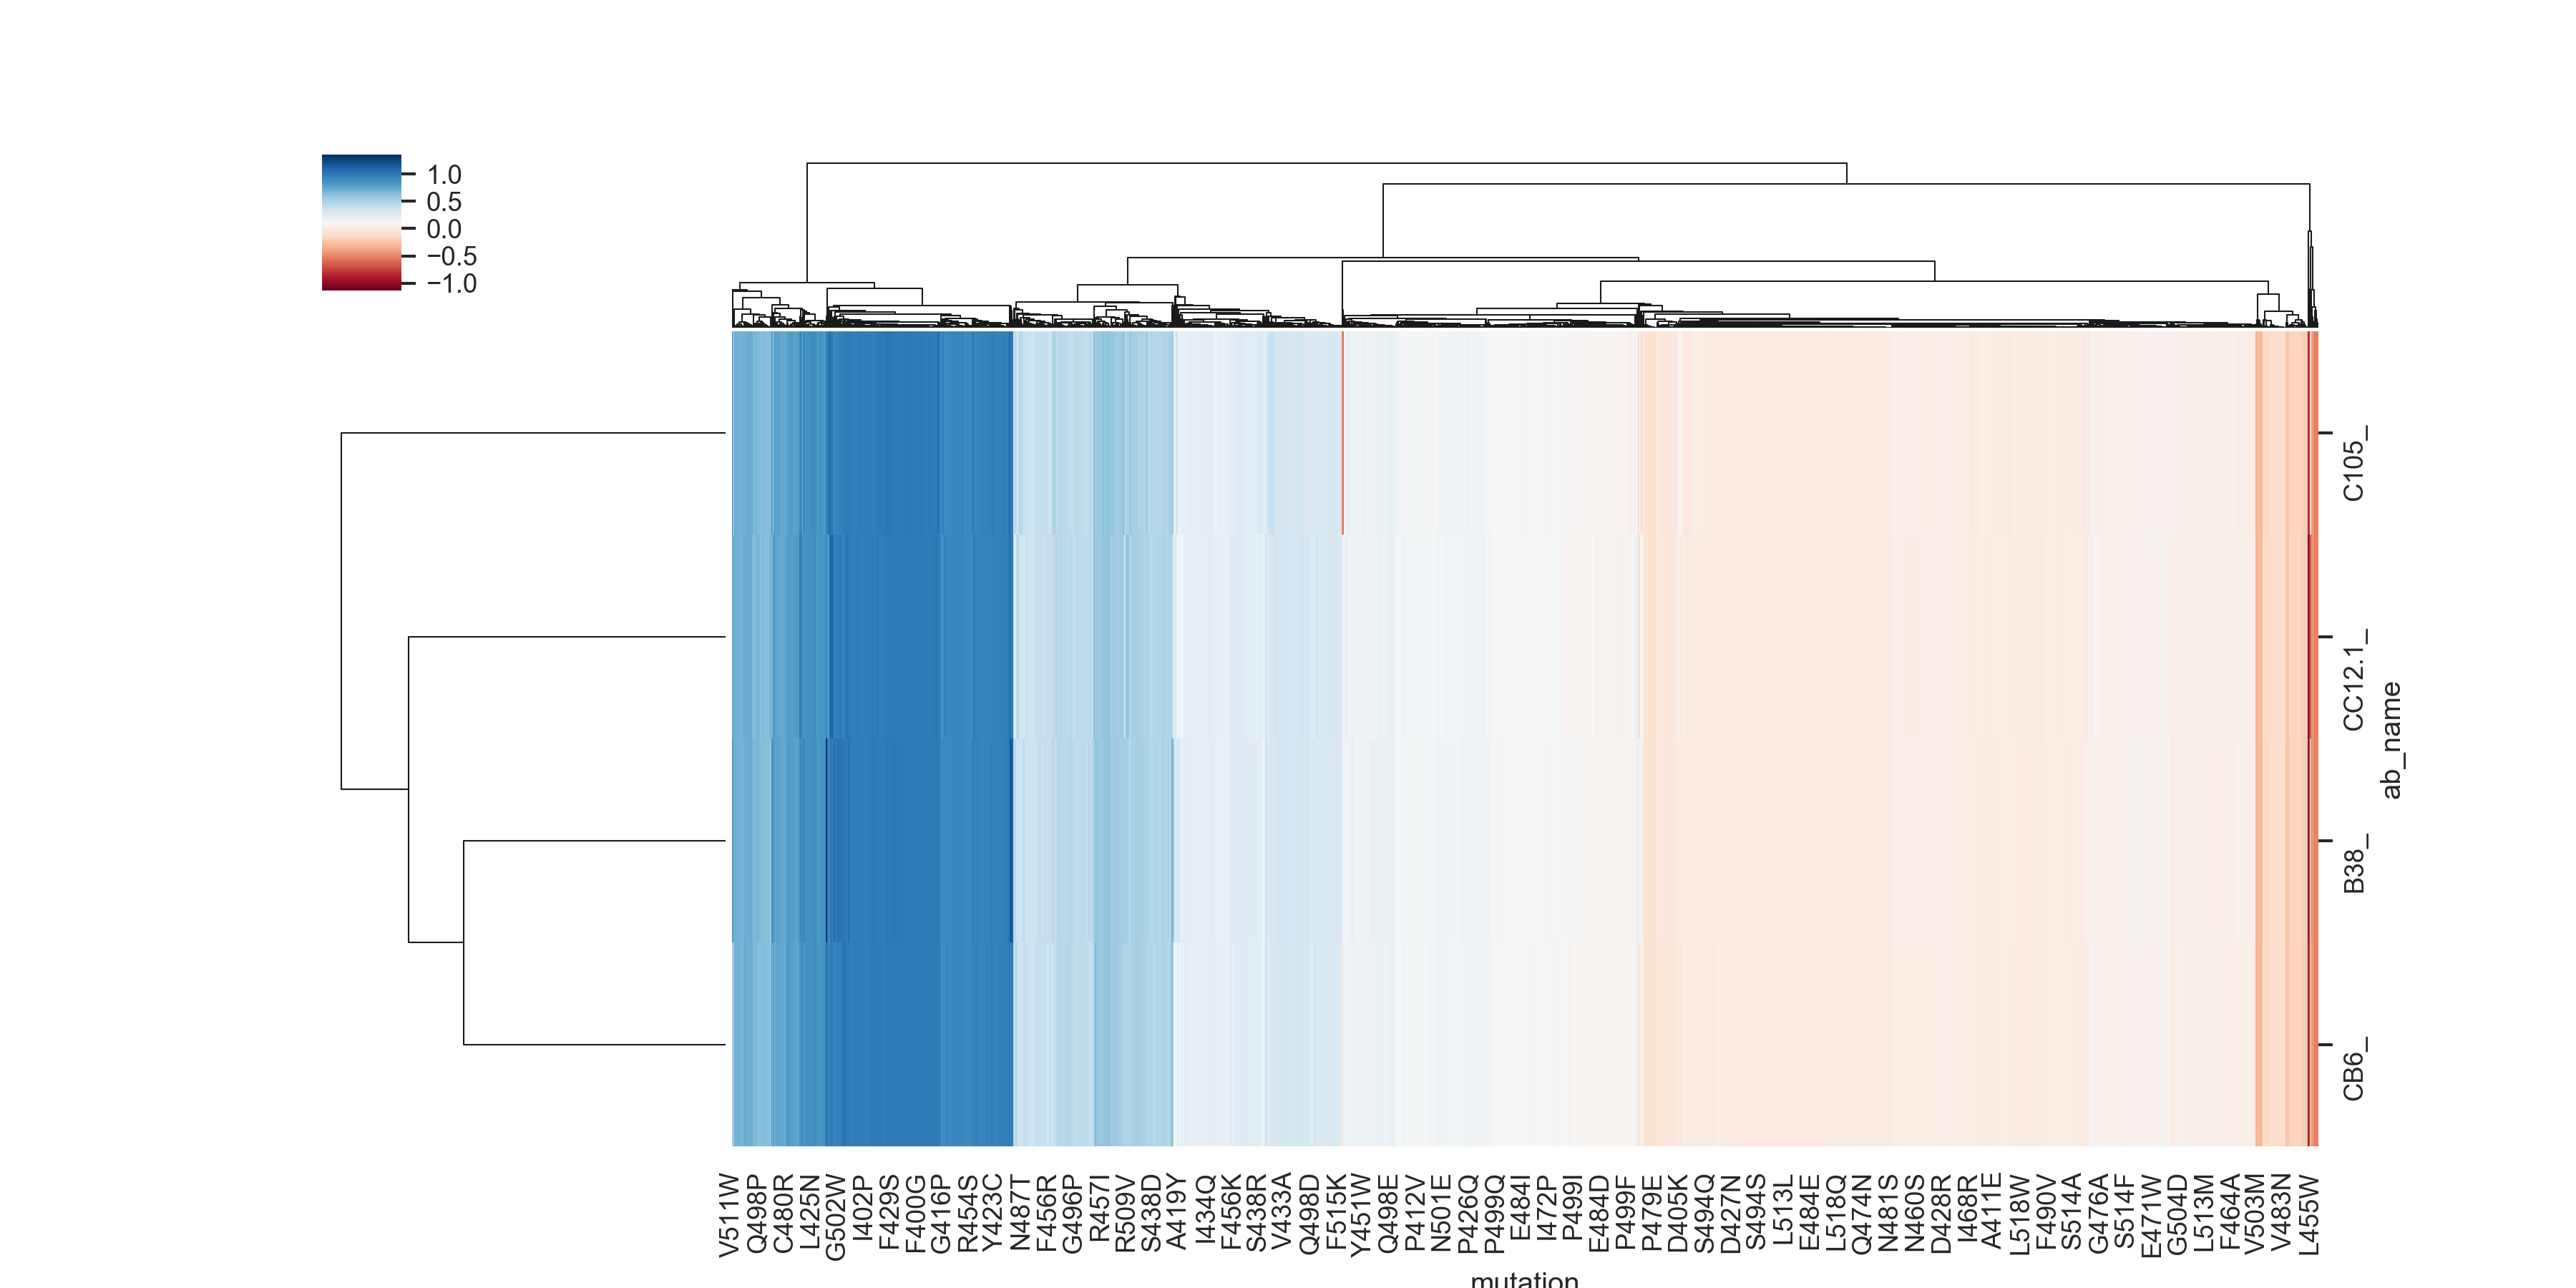 1.0
0.5
0.0
−0.5
−1.0
C105_
CC12.1_
B38_
CB6_
ab_name
V511W
Q498P
C480R
L425N
G502W
I402P
F429S
F400G
G416P
R454S
Y423C
N487T
F456R
G496P
R457I
R509V
S438D
A419Y
I434Q
F456K
S438R
V433A
Q498D
F515K
Y451W
Q498E
P412V
N501E
P426Q
P499Q
E484I
I472P
P499I
E484D
P499F
P479E
D405K
S494Q
D427N
S494S
L513L
E484E
L518Q
Q474N
N481S
N460S
D428R
I468R
A411E
L518W
F490V
S514A
G476A
S514F
E471W
G504D
L513M
F464A
V503M
V483N
L455W
mutation